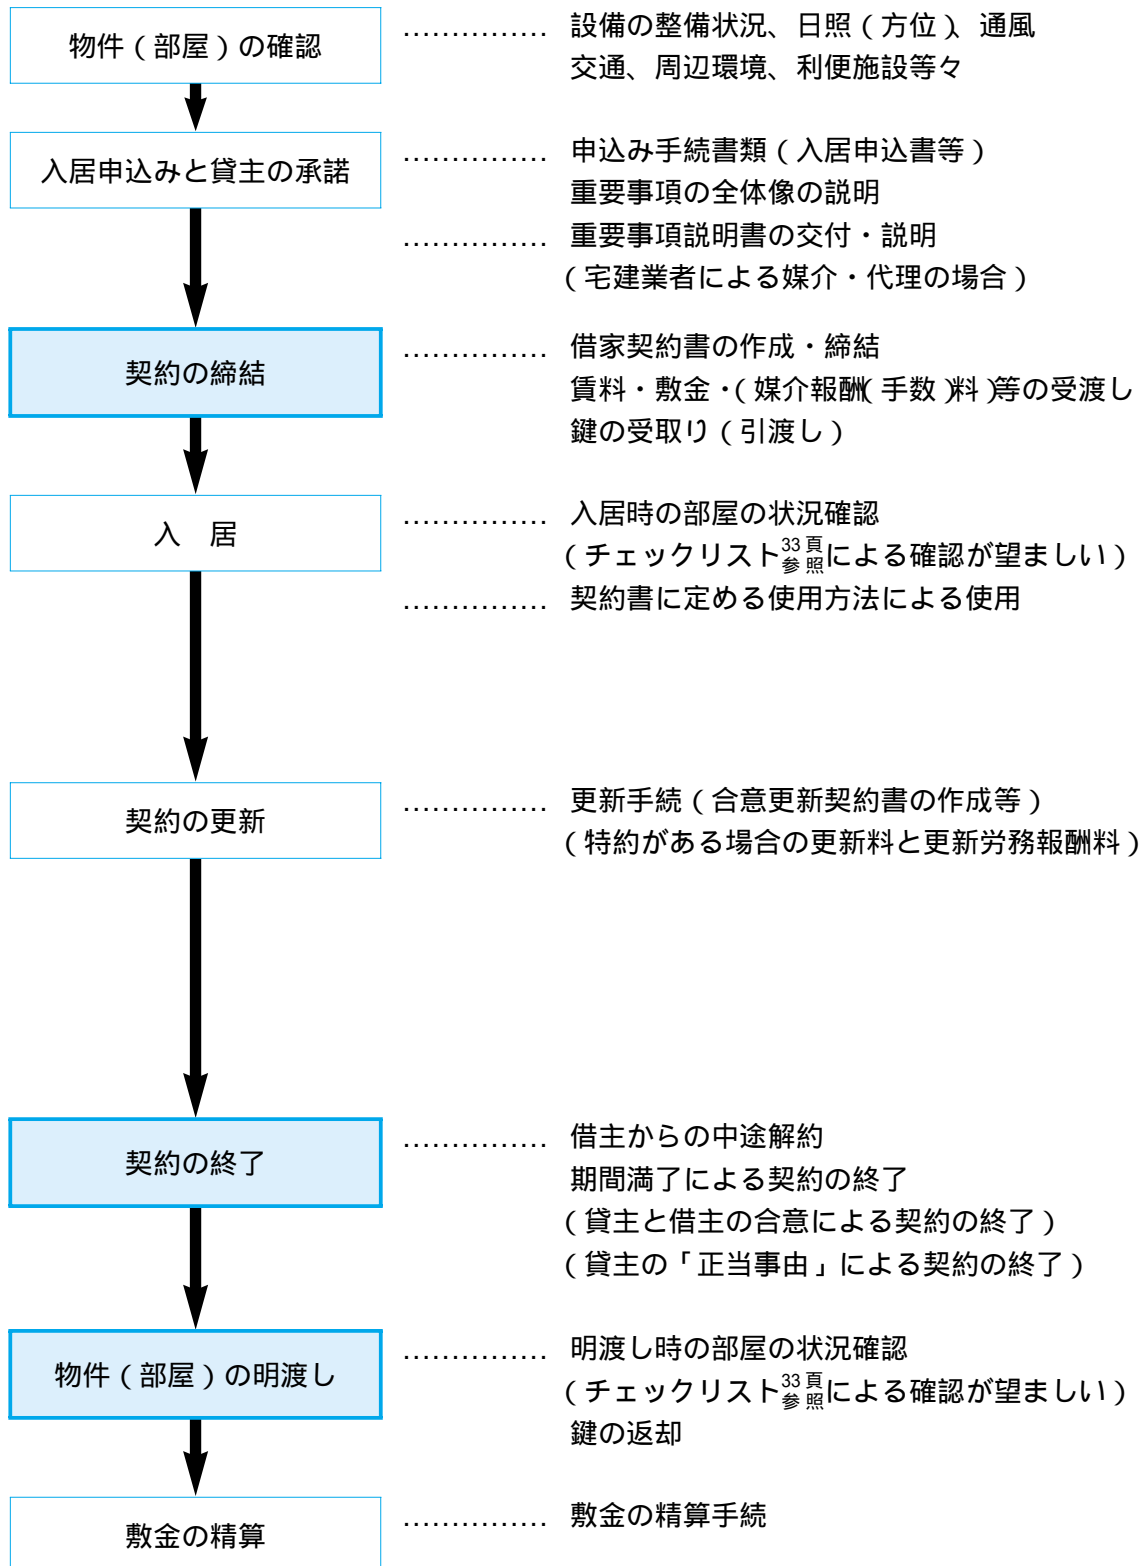 物件（部屋）の確認
…………… 設備の整備状況、日照（方位）、通風
交通、周辺環境、利便施設等々
入居申込みと貸主の承諾
…………… 申込み手続書類（入居申込書等）
重要事項の全体像の説明
…………… 重要事項説明書の交付・説明
（宅建業者による媒介・代理の場合）
契約の締結
…………… 借家契約書の作成・締結
賃料・敷金・（媒介報酬（手数）料）等の受渡し
鍵の受取り（引渡し）
入　居
…………… 入居時の部屋の状況確認
（チェックリスト33頁参照による確認が望ましい）
…………… 契約書に定める使用方法による使用
契約の更新
…………… 更新手続（合意更新契約書の作成等）
（特約がある場合の更新料と更新労務報酬料）
契約の終了
…………… 借主からの中途解約
期間満了による契約の終了
（貸主と借主の合意による契約の終了）
（貸主の「正当事由」による契約の終了）
物件（部屋）の明渡し
…………… 明渡し時の部屋の状況確認
（チェックリスト33頁参照による確認が望ましい）
鍵の返却
敷金の精算
…………… 敷金の精算手続